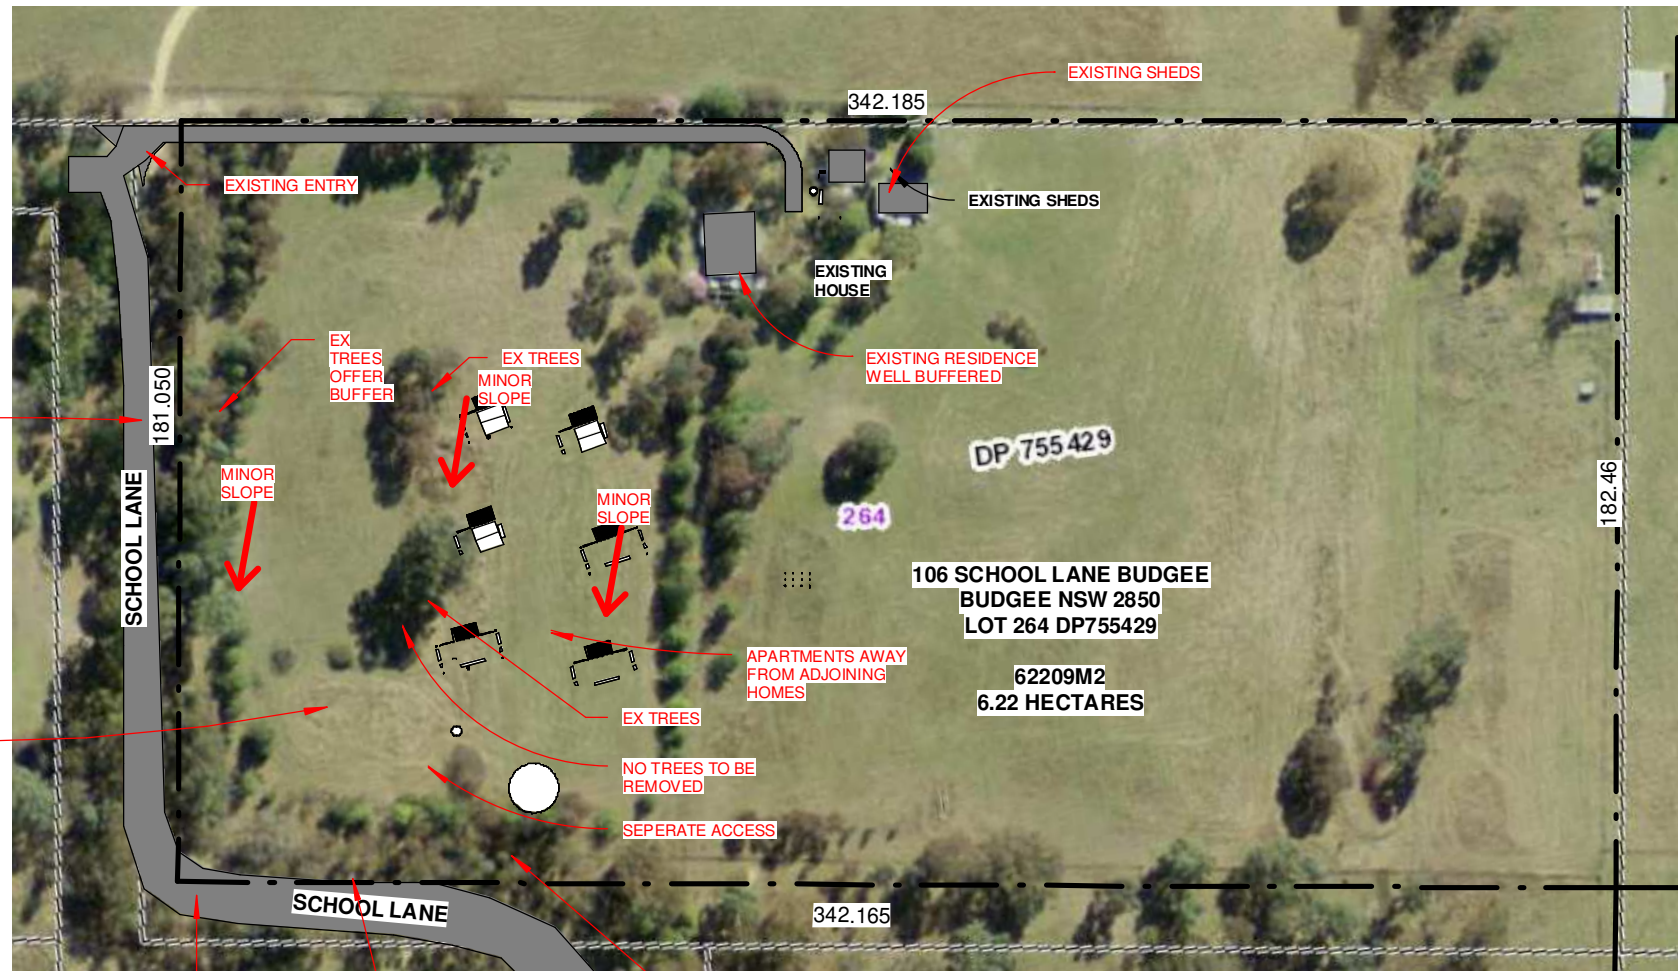 EXISTING SHEDS
342.185
EXISTING ENTRY
EXISTING SHEDS
EXISTING
HOUSE
EX
TREES
OFFER
BUFFER
EX TREES
MINOR
SLOPE
EXISTING RESIDENCE
WELL BUFFERED
181.050
DP 755429
MINOR
SLOPE
MINOR
SLOPE
182.46
264
SCHOOL LANE
106 SCHOOL LANE BUDGEE
BUDGEE NSW 2850
LOT 264 DP755429
62209M2
6.22 HECTARES
APARTMENTS AWAY
FROM ADJOINING
HOMES
EX TREES
NO TREES TO BE
REMOVED
SEPERATE ACCESS
SCHOOL LANE
342.165